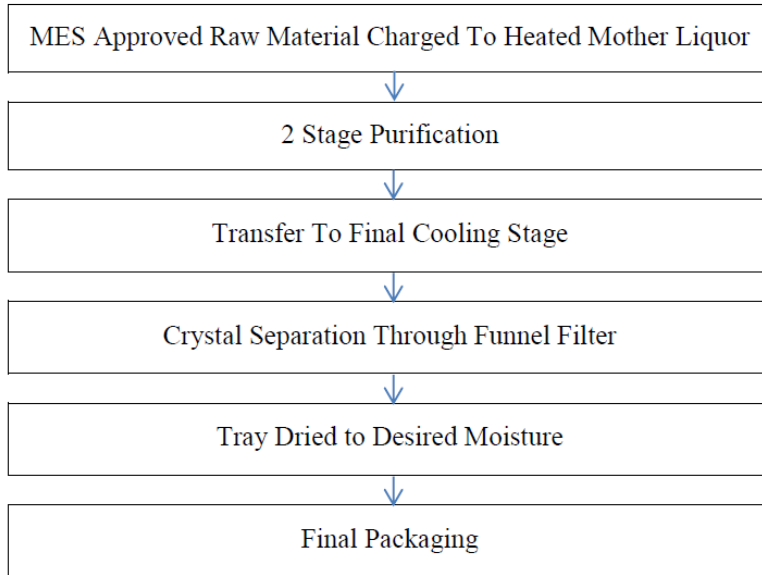 MES Approved Raw Material Charged To Heated Mother Liquor
2 Stage Purification
Transfer To Final Cooling Stage
Crystal Separation Through Funnel Filter
Tray Dried to Desired Moisture
Final Packaging